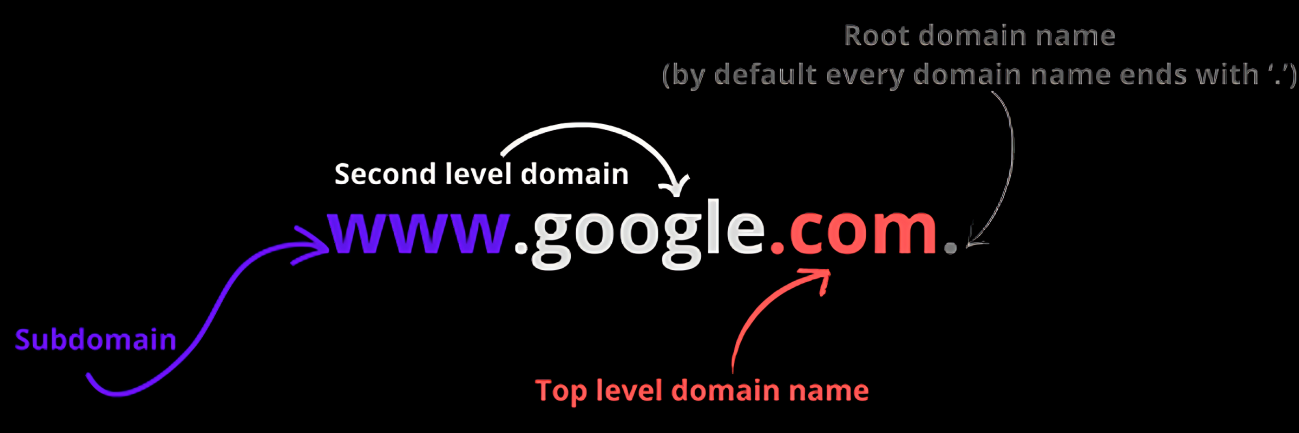 Root domain name
(by default every domain name ends with ‘.’)
Second level domain
www.google.com.
Subdomain
Top level domain name